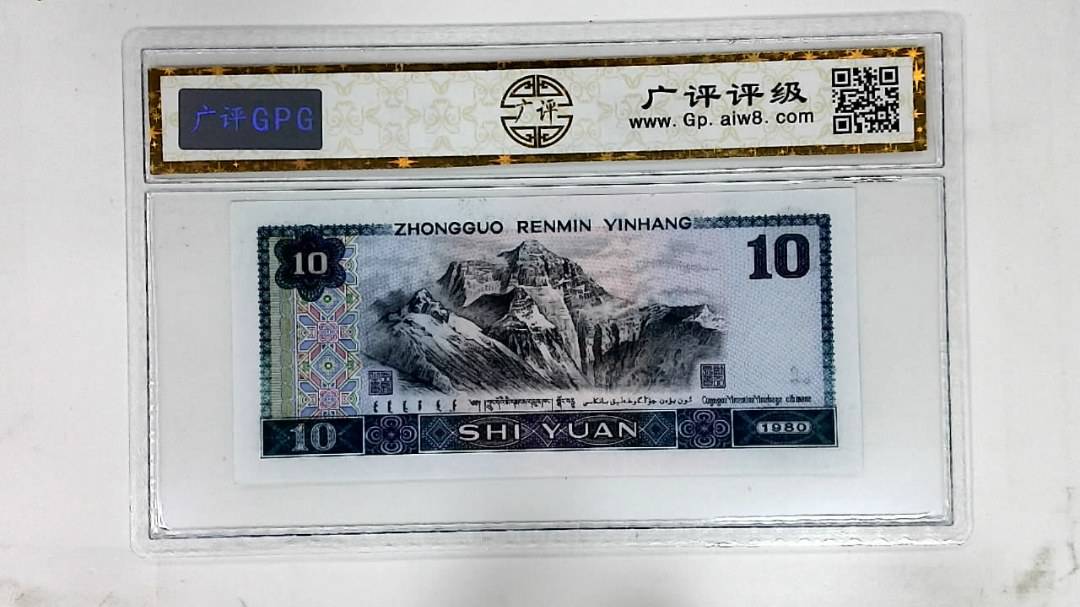 广评GPG
广评
广评评级
www. Gp. aiw8. com
ZHONGGUO RENMIN YINHANG
10
10
10
SHI YUAN
1980